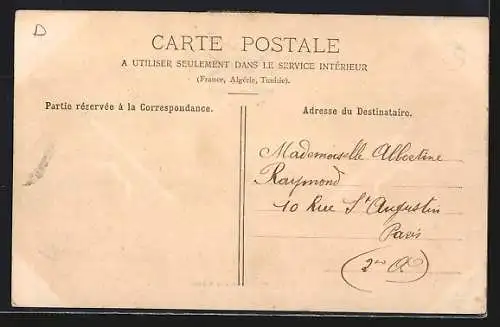 D
CARTE POSTALE
A UTILISER SEULEMENT DANS LE SERVICE INTÉRIEUR
(France, Algérie, Tunisie).
Partie réservée à la Correspondance.
Adresse du Destinataire.
Mademoiselle Albertine
Raymond
10 Rue St Augustin
Paris